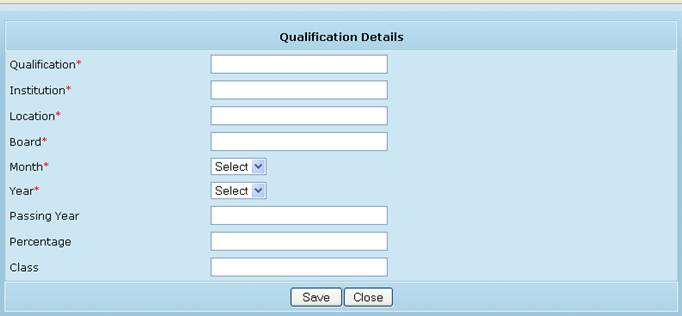 Qualification Details
Qualification*
Institution*
Location*
Board*
Month* Select
Year* Select
Passing Year
Percentage
Class
Save Close